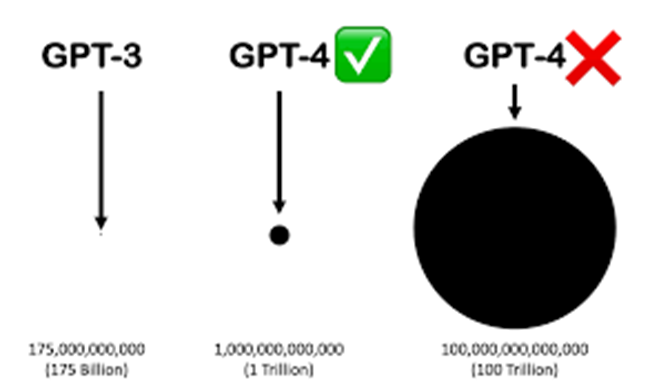 GPT-3
GPT-4 ✅
GPT-4 ❌
175,000,000,000
(175 Billion)
1,000,000,000,000
(1 Trillion)
100,000,000,000,000
(100 Trillion)